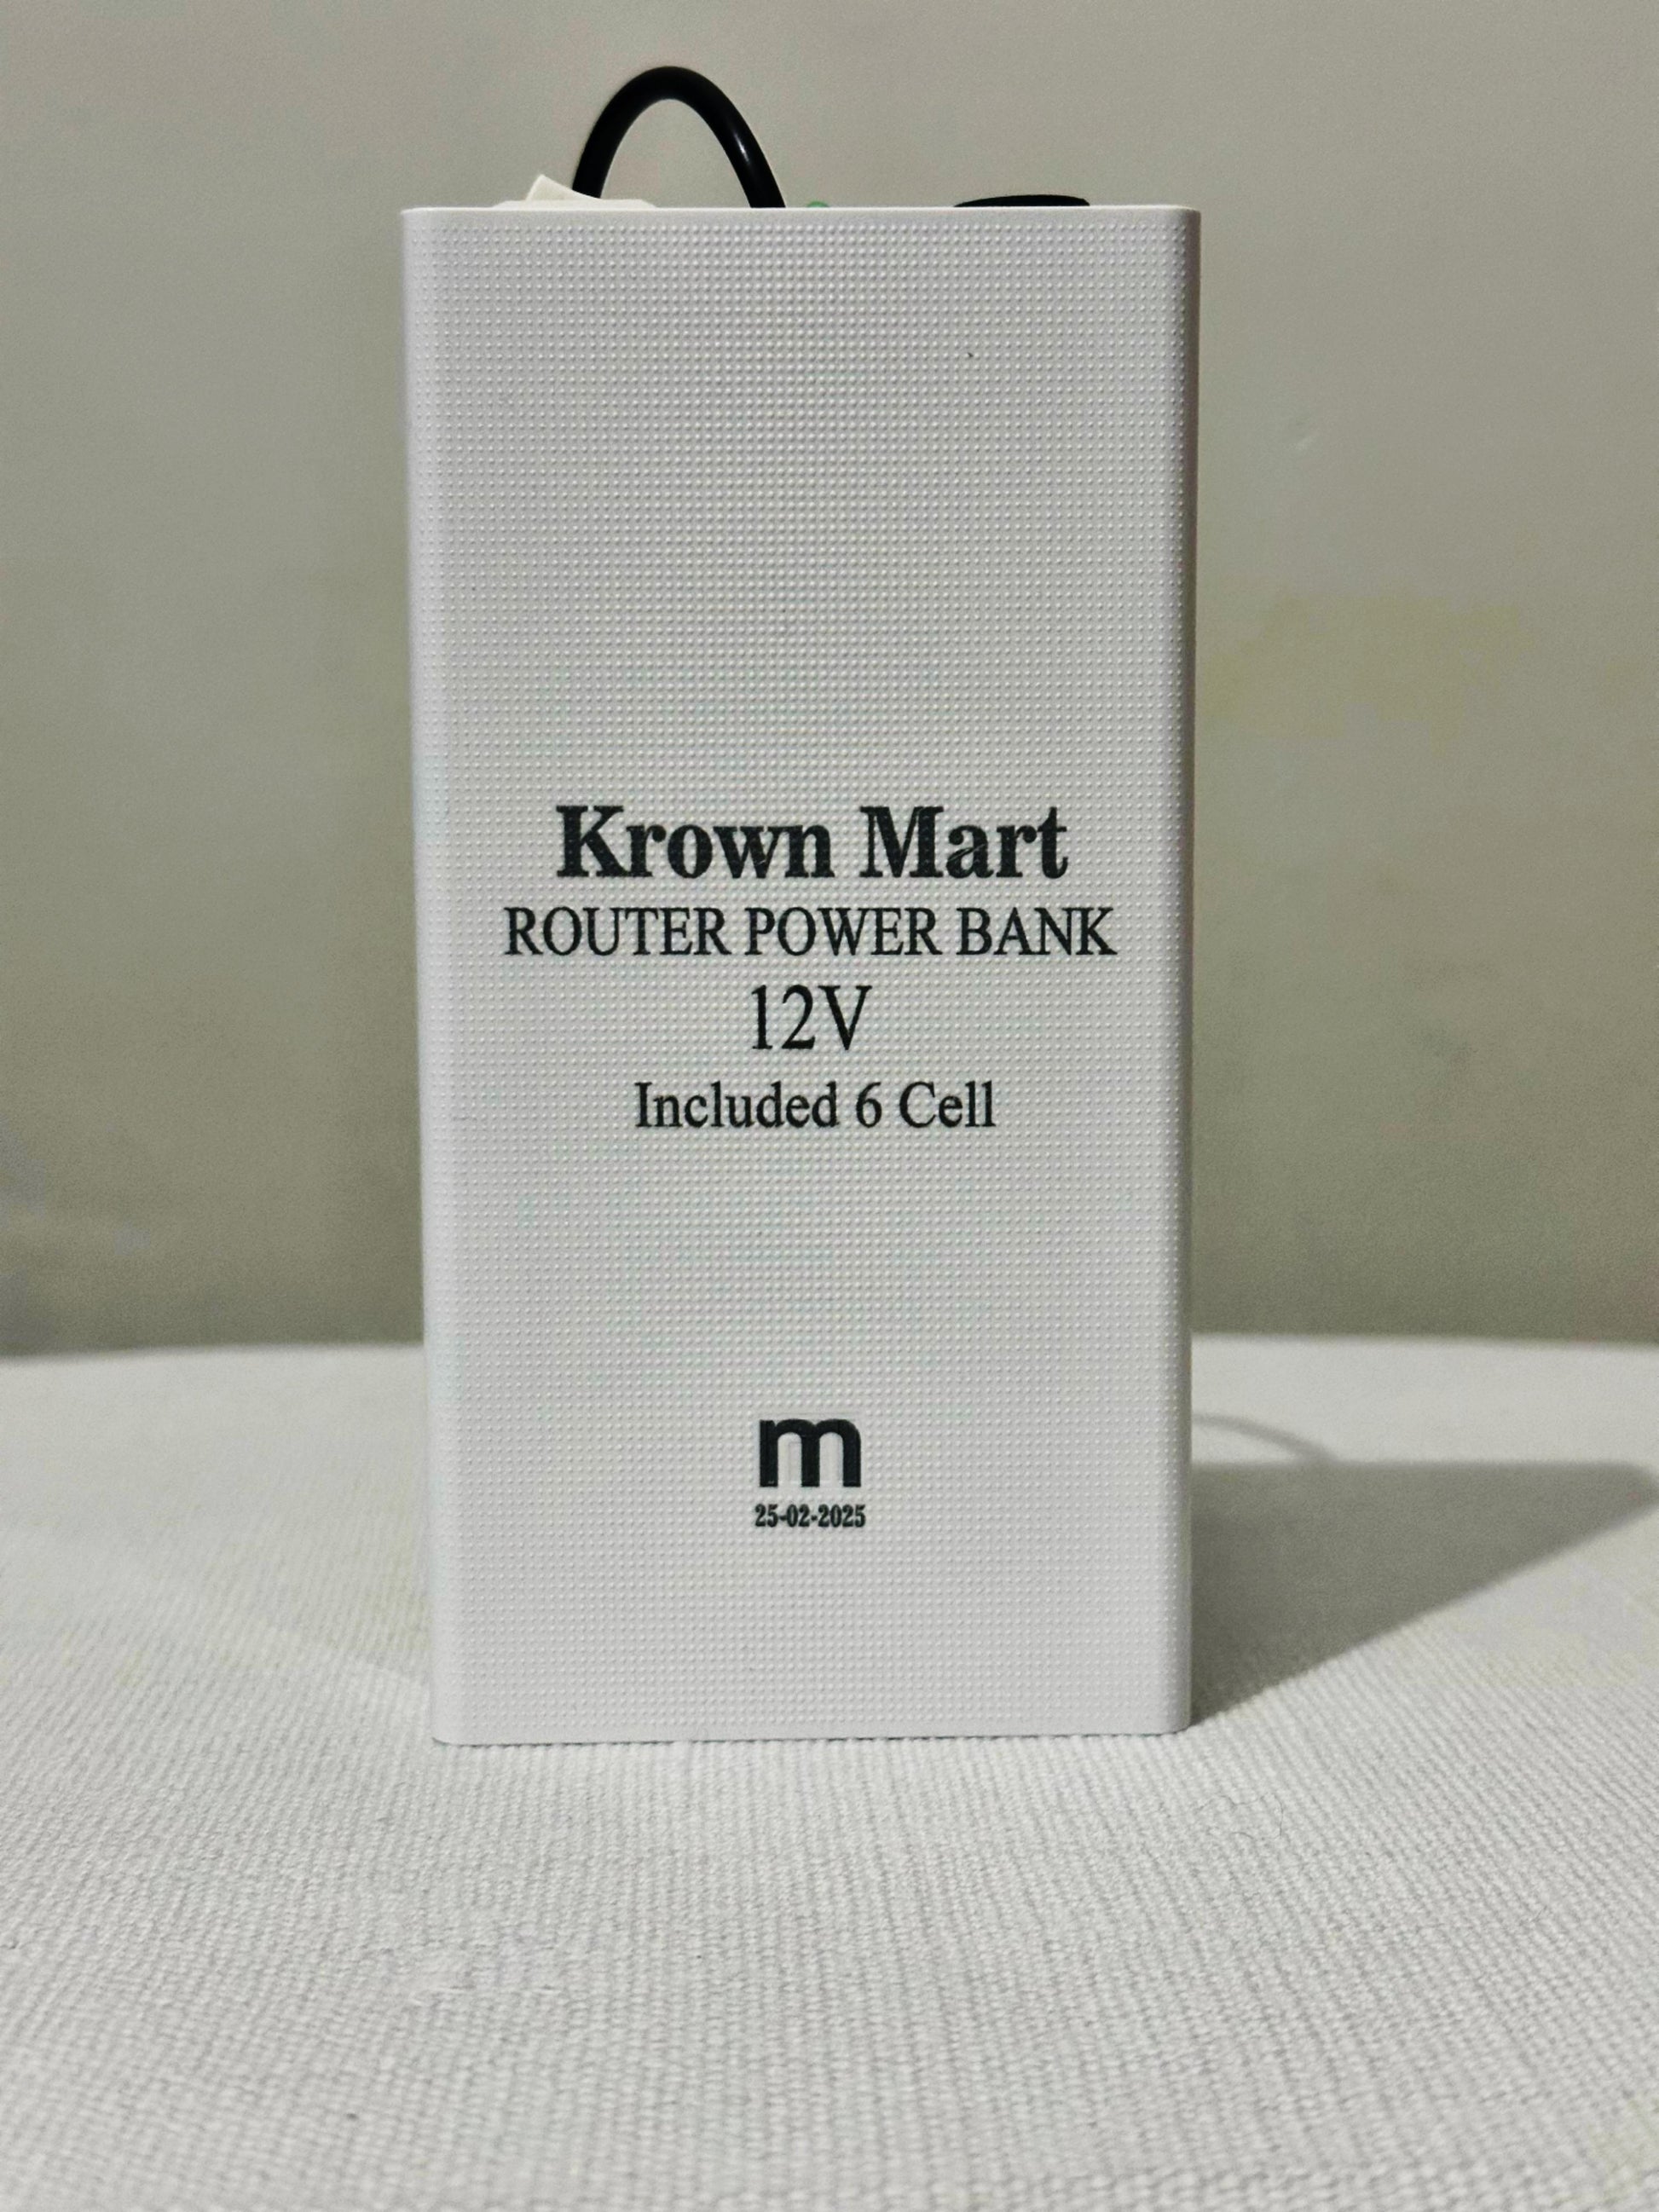 Krown Mart
ROUTER POWER BANK
12V
Included 6 Cell
m
25-02-2025